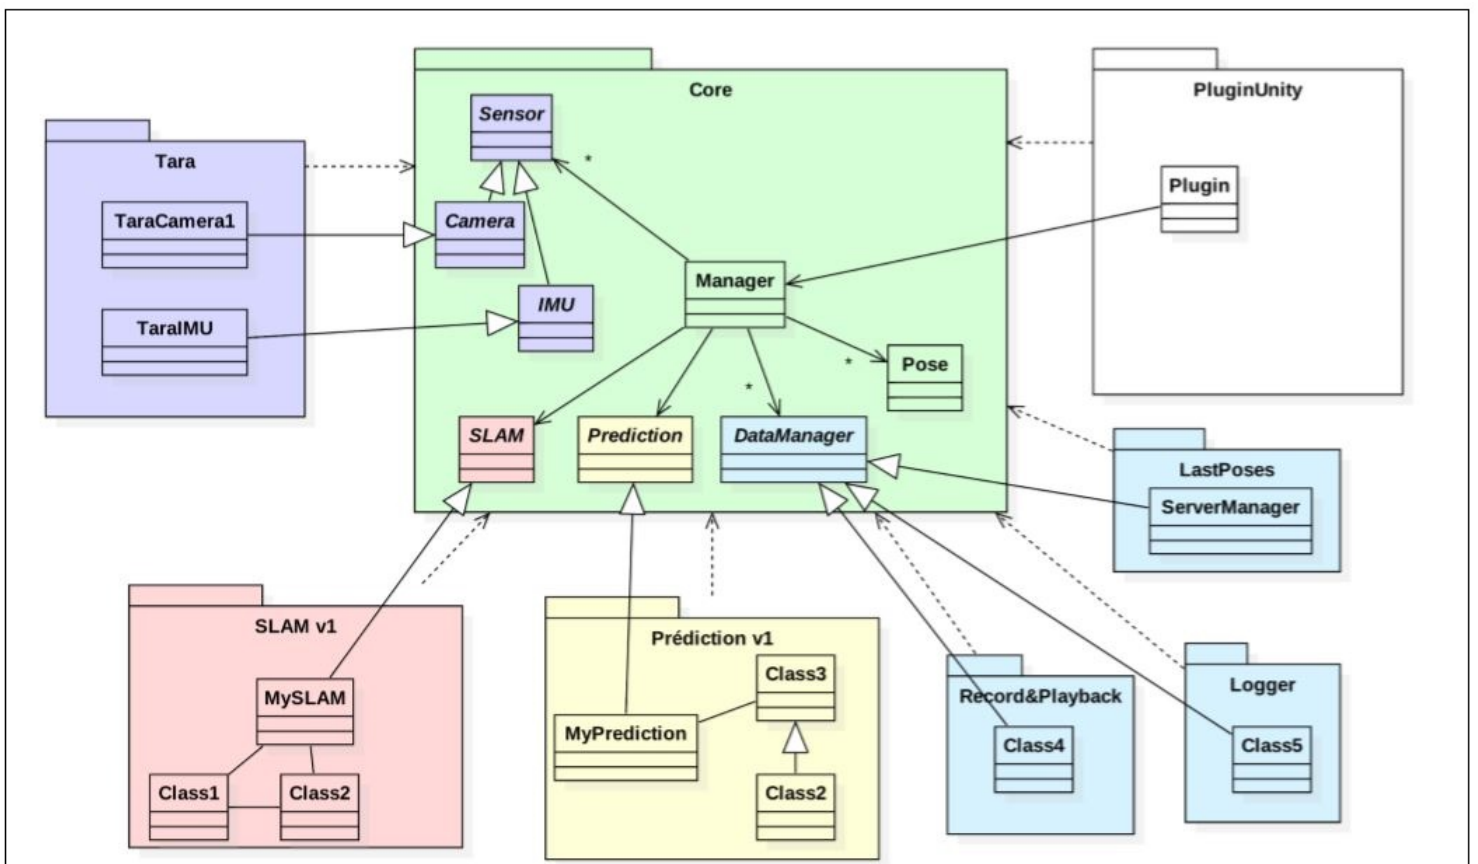 Core
PluginUnity
Sensor
*
Tara
Plugin
TaraCamera1
Camera
Manager
IMU
TaraIMU
Pose
*
*
SLAM
Prediction
DataManager
LastPoses
ServerManager
SLAM v1
Prédiction v1
Class3
Logger
Record&Playback
MySLAM
MyPrediction
Class4
Class5
Class1
Class2
Class2